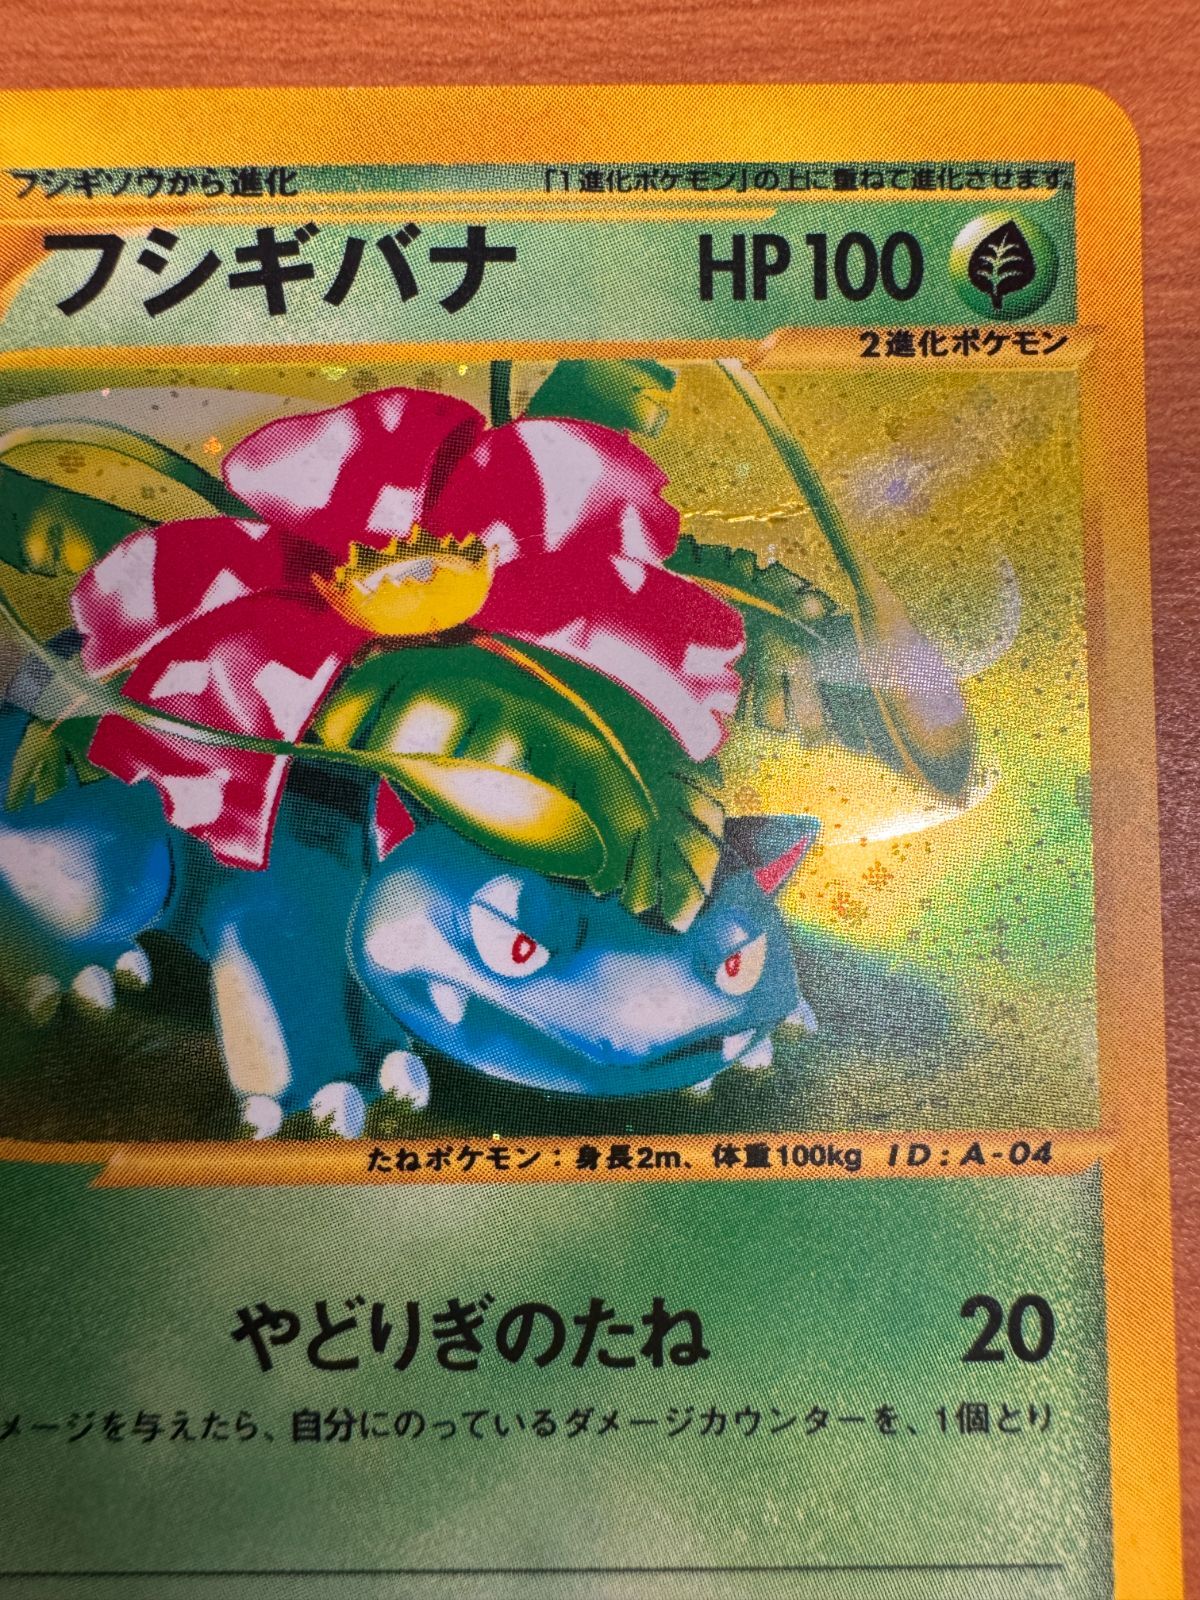 フシギソウから進化 「1進化ポケモン」の上に重ねて進化させます。
フシギバナ HP100
2進化ポケモン
たねポケモン：身長2m、体重100kg ID:A-04
やどりぎのたね 20
メージを与えたら、自分にのっているダメージカウンターを、1個とり